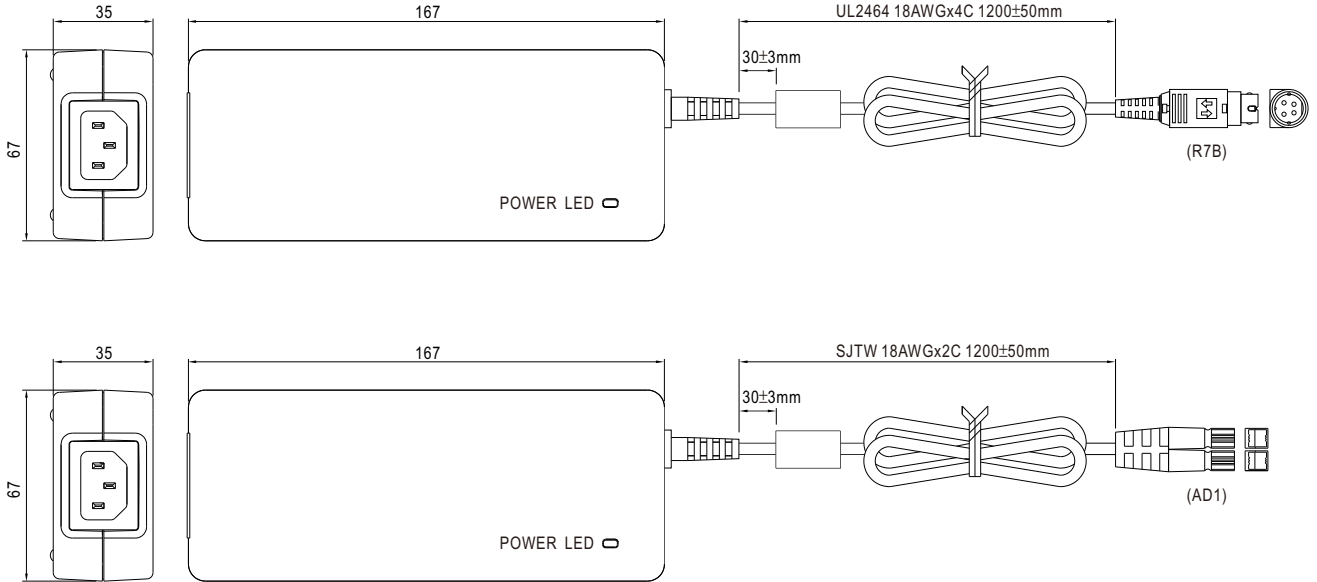 35
167
UL2464 18AWGx4C 1200±50mm
30±3mm
67
POWER LED
(R7B)
35
167
SJTW 18AWGx2C 1200±50mm
30±3mm
67
POWER LED
(AD1)